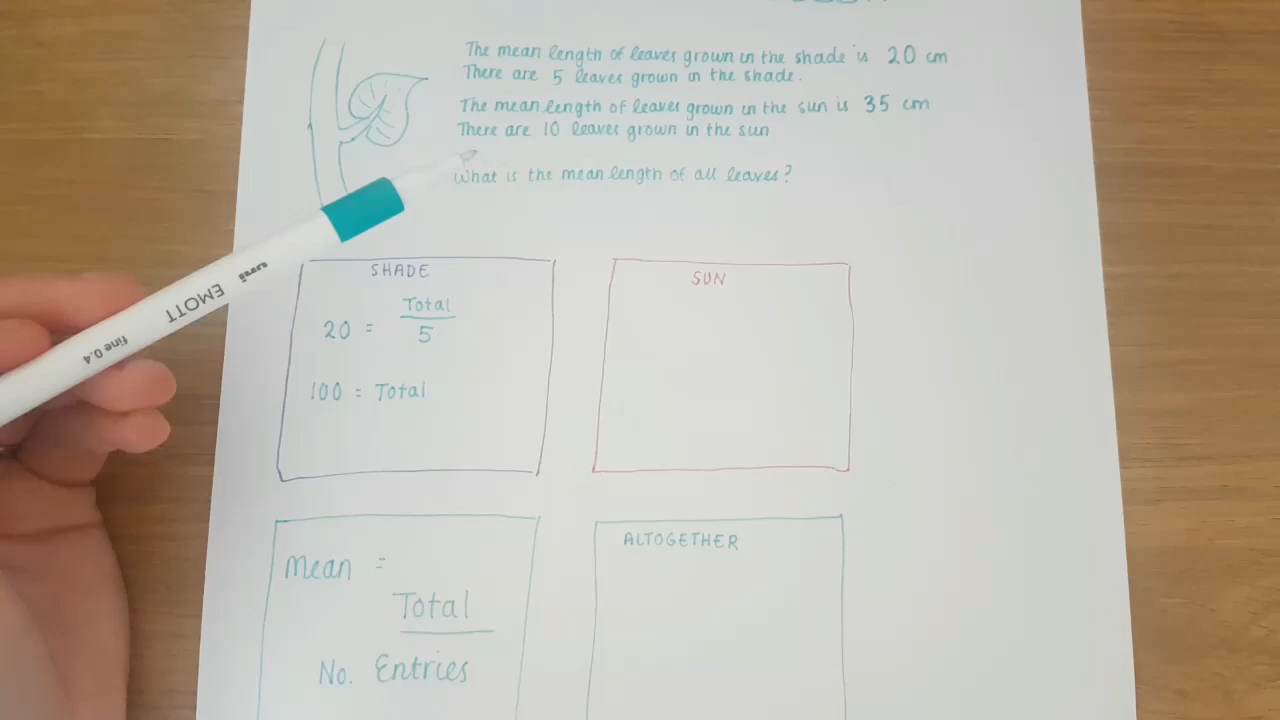 The mean length of leaves grown in the shade is 20 cm
There are 5 leaves grown in the shade.
The mean length of leaves grown in the sun is 35 cm
There are 10 leaves grown in the sun
What is the mean length of all leaves?
SHADE
20 = Total
5
100 = Total
SUN
Mean =
Total
No. Entries
ALTOGETHER
uni EMOTT
fine 0.4